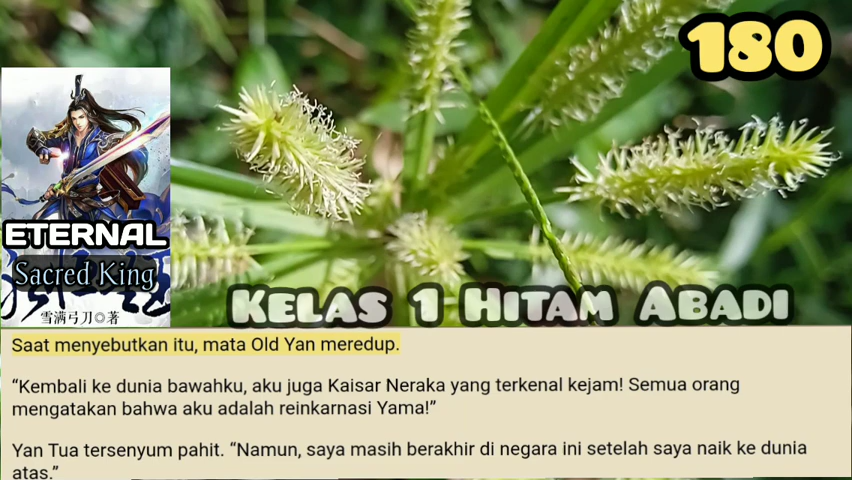 180
ETERNAL
Sacred King
雪满弓刀◎著
KELAS 1 HITAM ABADI
Saat menyebutkan itu, mata Old Yan meredup.
“Kembali ke dunia bawahku, aku juga Kaisar Neraka yang terkenal kejam! Semua orang
mengatakan bahwa aku adalah reinkarnasi Yama!”
Yan Tua tersenyum pahit. “Namun, saya masih berakhir di negara ini setelah saya naik ke dunia
atas.”